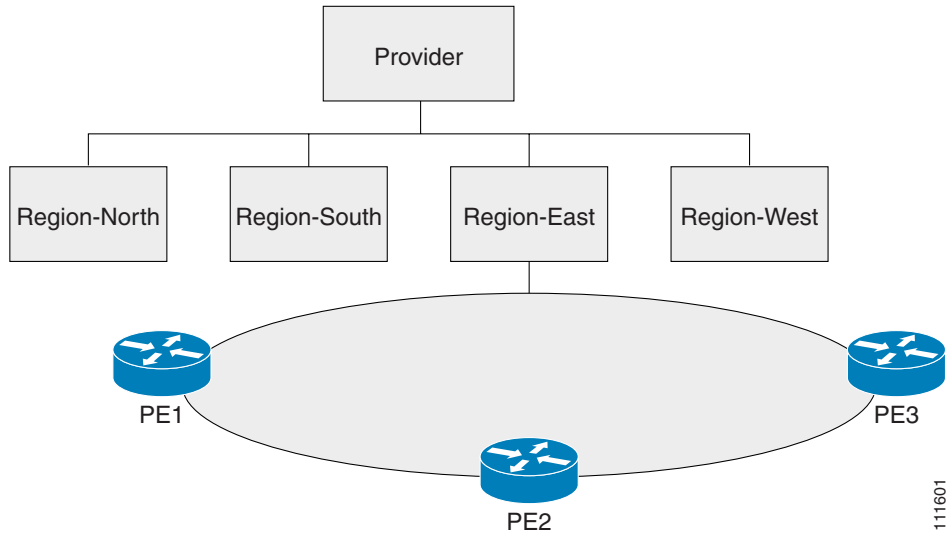 Provider
Region-North
Region-South
Region-East
Region-West
PE1
PE3
PE2
111601